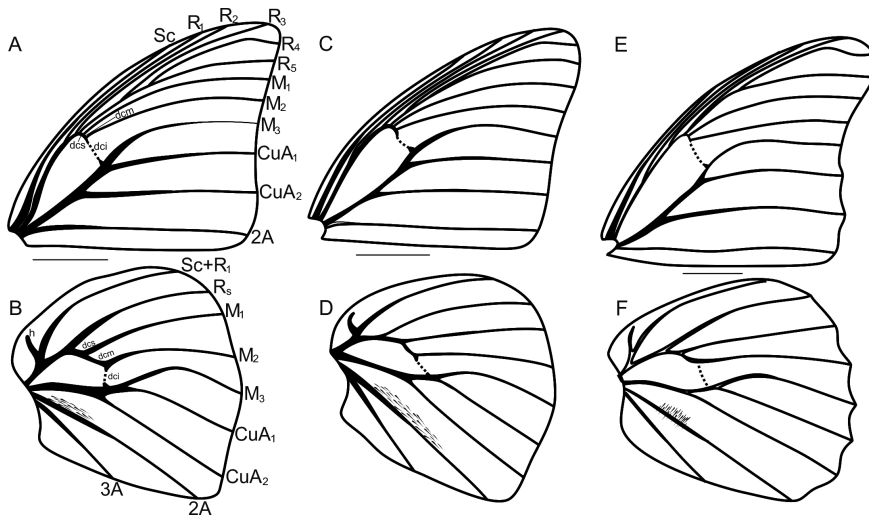 A
Sc
R1
R2
R3
R4
R5
M1
M2
M3
CuA1
CuA2
2A
dcm
dcs
dci
C
E
B
Sc+R1
Rs
M1
M2
M3
CuA1
CuA2
2A
3A
h
dcs
dcm
dci
D
F